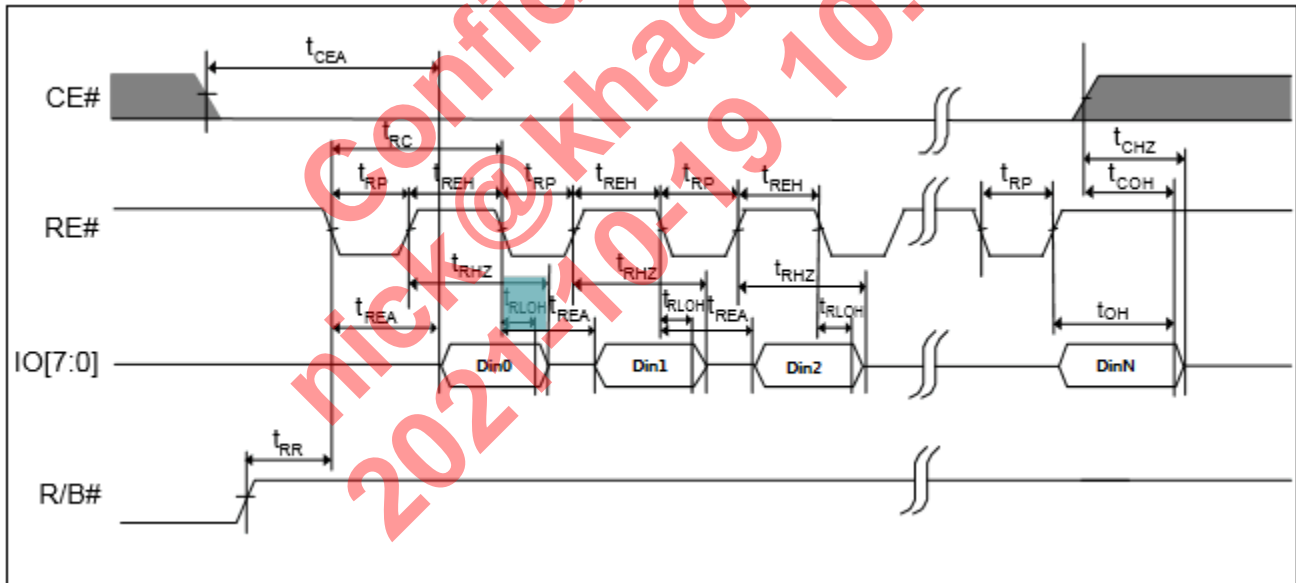 Confid
nick@khad
2021-10-19 10:
tCEA
CE#
tRC
tCHZ
tRP tREH tRP tREH tRP tREH tRP tCOH
RE#
tRHZ tRHZ tRHZ
tREA tRLOH tREA tRLOH tREA tRLOH tOH
IO[7:0] Din0 Din1 Din2 DinN
tRR
R/B#